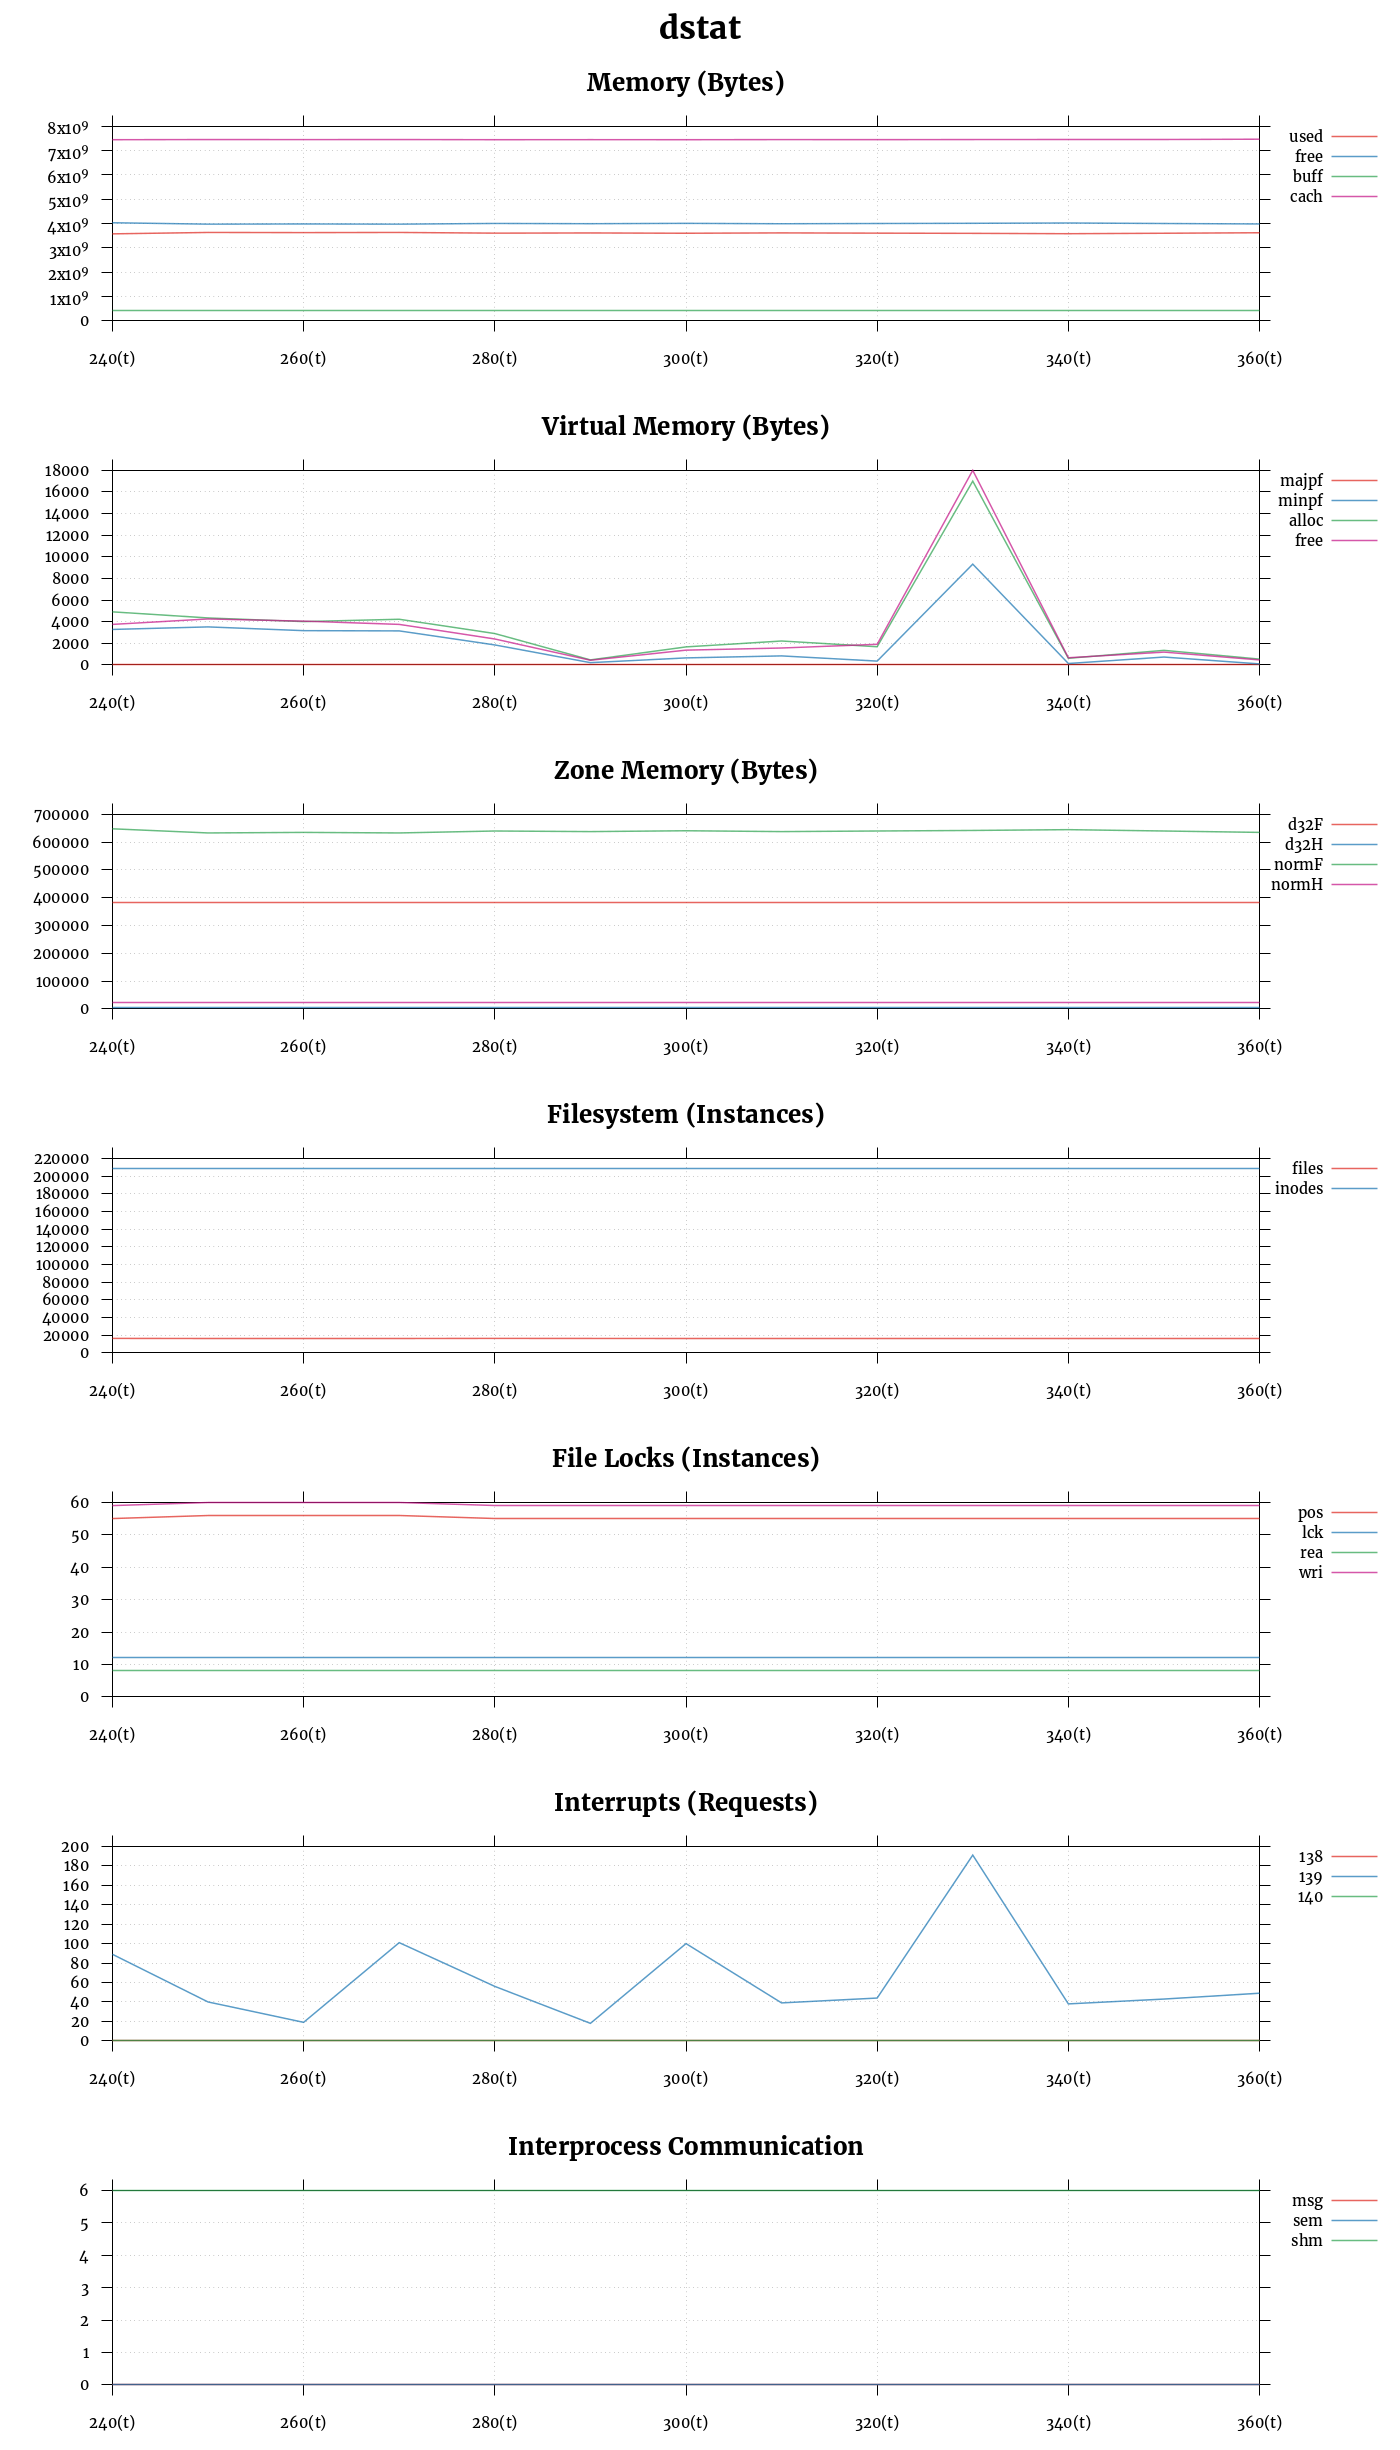 dstat
Memory (Bytes)
8x10⁹
7x10⁹
6x10⁹
5x10⁹
4x10⁹
3x10⁹
2x10⁹
1x10⁹
0
240(t) 260(t) 280(t) 300(t) 320(t) 340(t) 360(t)
used
free
buff
cach
Virtual Memory (Bytes)
18000
16000
14000
12000
10000
8000
6000
4000
2000
0
240(t) 260(t) 280(t) 300(t) 320(t) 340(t) 360(t)
majpf
minpf
alloc
free
Zone Memory (Bytes)
700000
600000
500000
400000
300000
200000
100000
0
240(t) 260(t) 280(t) 300(t) 320(t) 340(t) 360(t)
d32F
d32H
normF
normH
Filesystem (Instances)
220000
200000
180000
160000
140000
120000
100000
80000
60000
40000
20000
0
240(t) 260(t) 280(t) 300(t) 320(t) 340(t) 360(t)
files
inodes
File Locks (Instances)
60
50
40
30
20
10
0
240(t) 260(t) 280(t) 300(t) 320(t) 340(t) 360(t)
pos
lck
rea
wri
Interrupts (Requests)
200
180
160
140
120
100
80
60
40
20
0
240(t) 260(t) 280(t) 300(t) 320(t) 340(t) 360(t)
138
139
140
Interprocess Communication
6
5
4
3
2
1
0
240(t) 260(t) 280(t) 300(t) 320(t) 340(t) 360(t)
msg
sem
shm